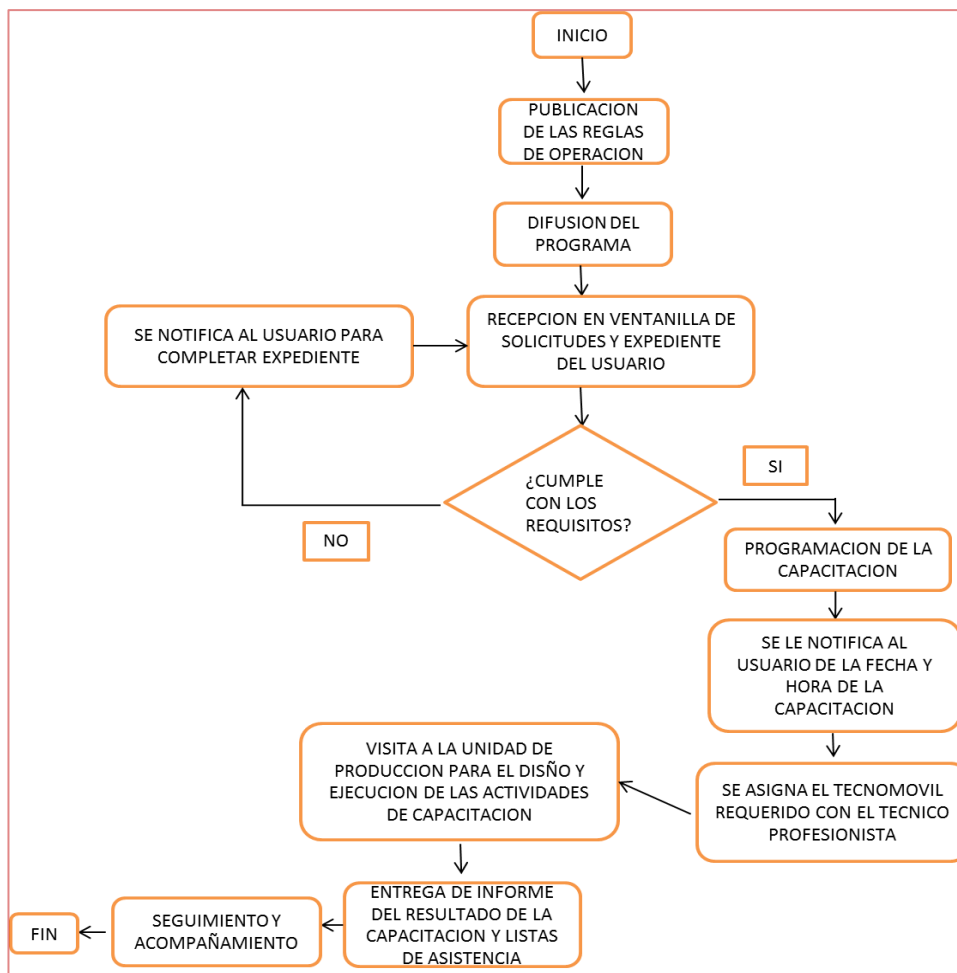 INICIO
PUBLICACION
DE LAS REGLAS
DE OPERACION
DIFUSION DEL
PROGRAMA
SE NOTIFICA AL USUARIO PARA
COMPLETAR EXPEDIENTE
RECEPCION EN VENTANILLA DE
SOLICITUDES Y EXPEDIENTE
DEL USUARIO
¿CUMPLE
CON LOS
REQUISITOS?
SI
NO
PROGRAMACION DE LA
CAPACITACION
SE LE NOTIFICA AL
USUARIO DE LA FECHA Y
HORA DE LA
CAPACITACION
SE ASIGNA EL TECNOMOVIL
REQUERIDO CON EL TECNICO
PROFESIONISTA
VISITA A LA UNIDAD DE
PRODUCCION PARA EL DISÑO Y
EJECUCION DE LAS ACTIVIDADES
DE CAPACITACION
ENTREGA DE INFORME
DEL RESULTADO DE LA
CAPACITACION Y LISTAS
DE ASISTENCIA
SEGUIMIENTO Y
ACOMPAÑAMIENTO
FIN